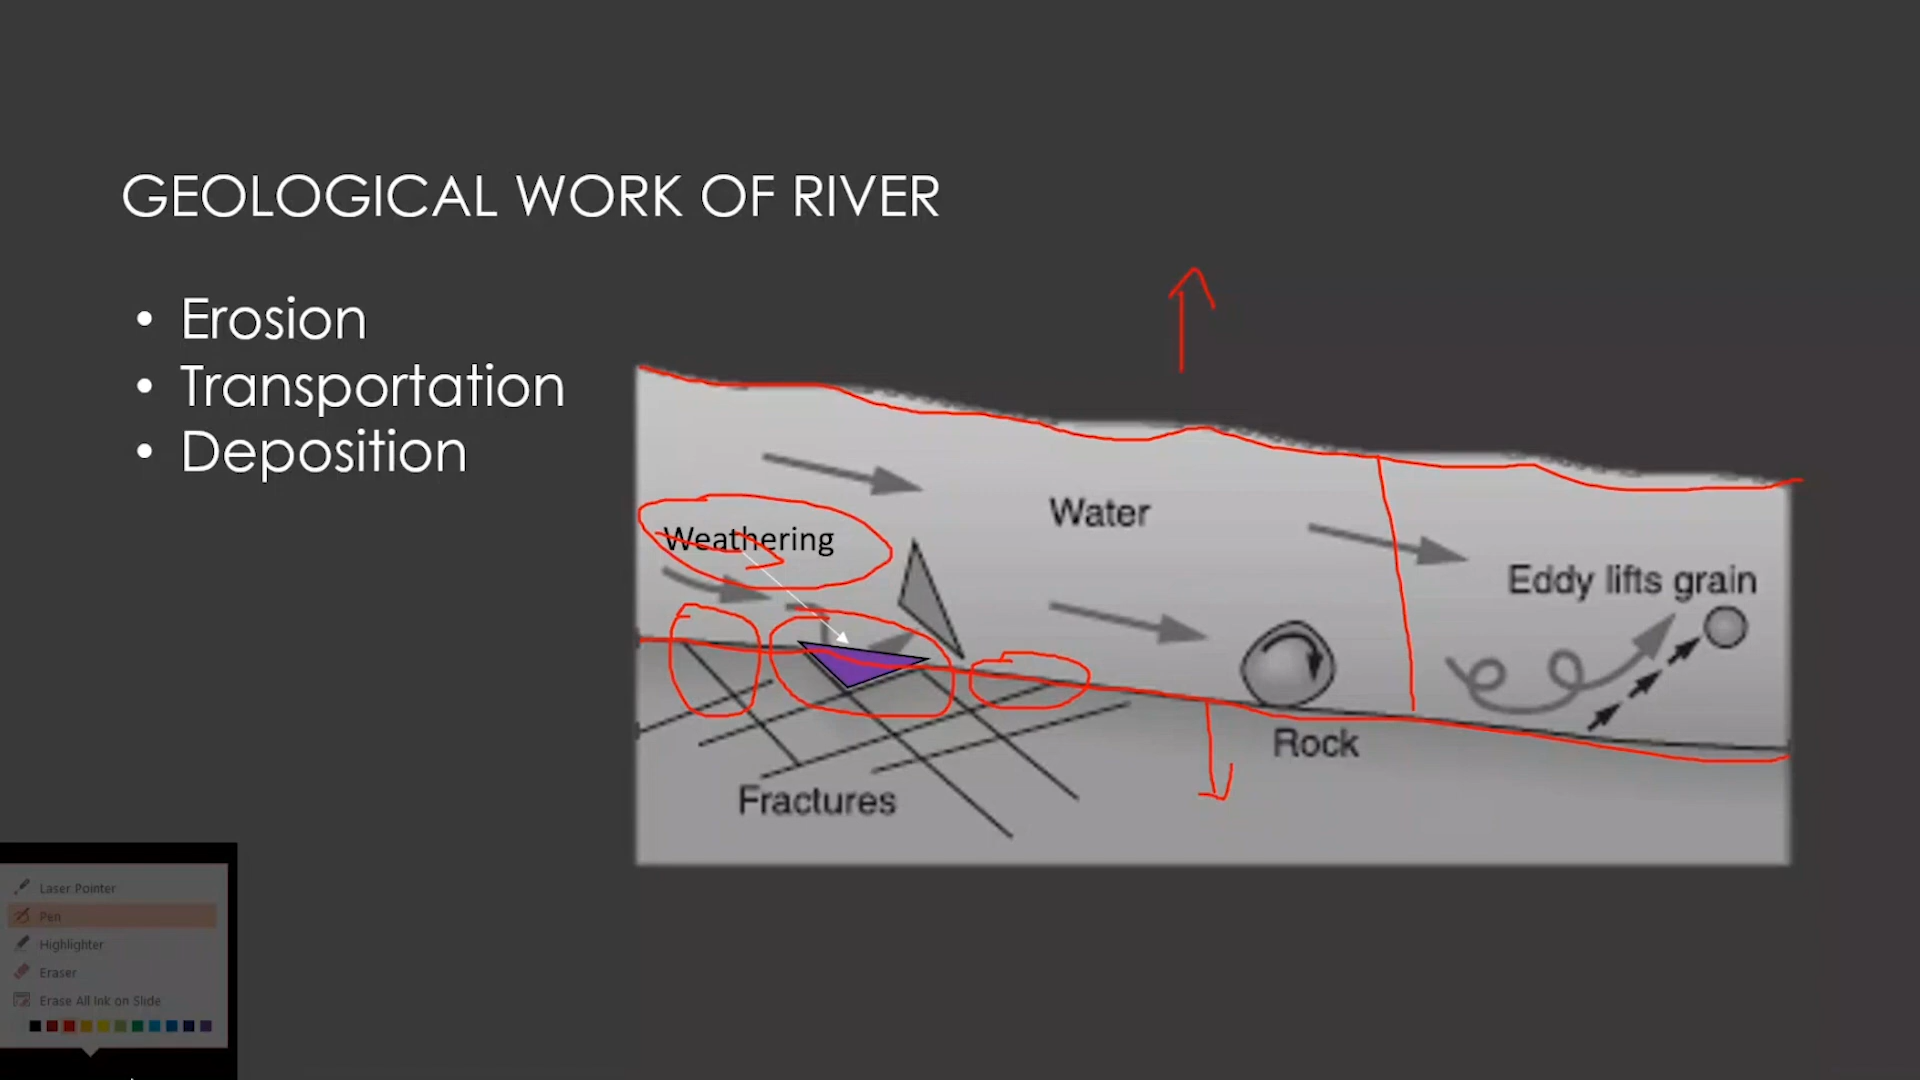 GEOLOGICAL WORK OF RIVER
• Erosion
• Transportation
• Deposition
Water
Weathering
Eddy lifts grain
Rock
Fractures
Laser Pointer
Pen
Highlighter
Eraser
Erase All Ink on Slide